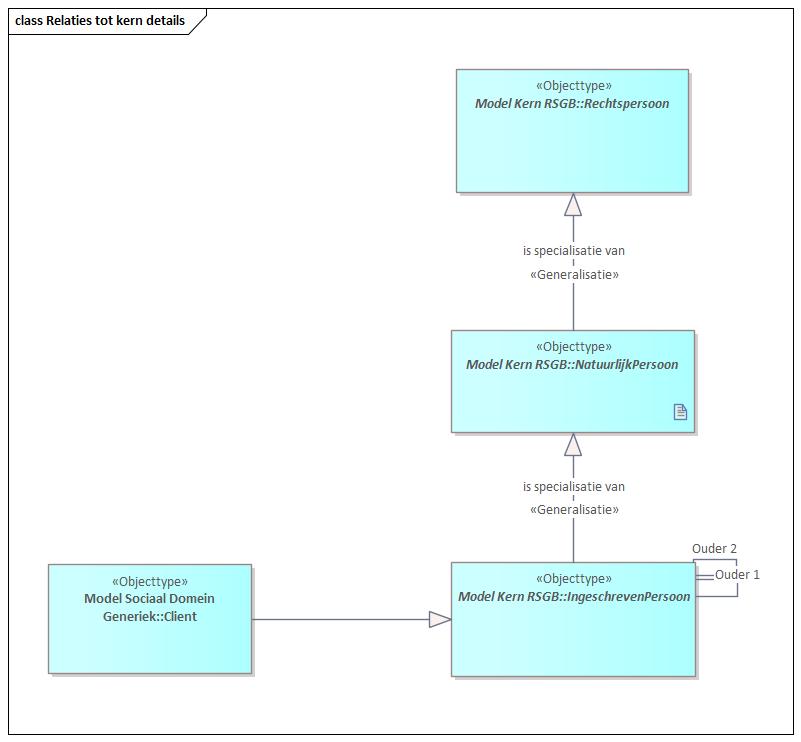 class Relaties tot kern details
«Objecttype»
Model Kern RSGB::Rechtspersoon
is specialisatie van
«Generalisatie»
«Objecttype»
Model Kern RSGB::NatuurlijkPersoon
is specialisatie van
«Generalisatie»
Ouder 2
Ouder 1
«Objecttype»
Model Sociaal Domein
Generiek::Client
«Objecttype»
Model Kern RSGB::IngeschrevenPersoon